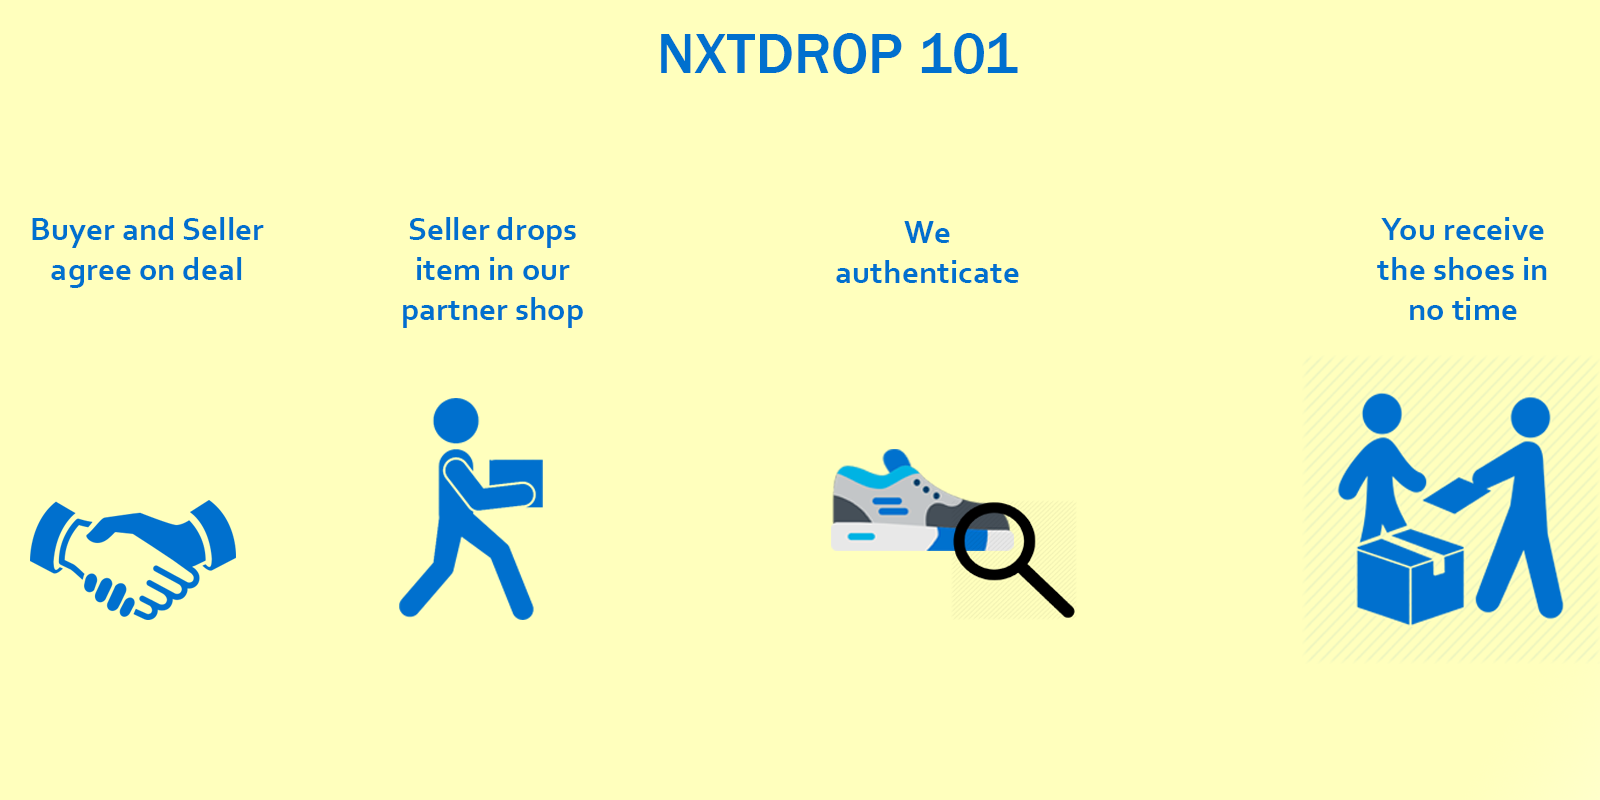 NXTDROP 101
Buyer and Seller
agree on deal
Seller drops
item in our
partner shop
We
authenticate
You receive
the shoes in
no time